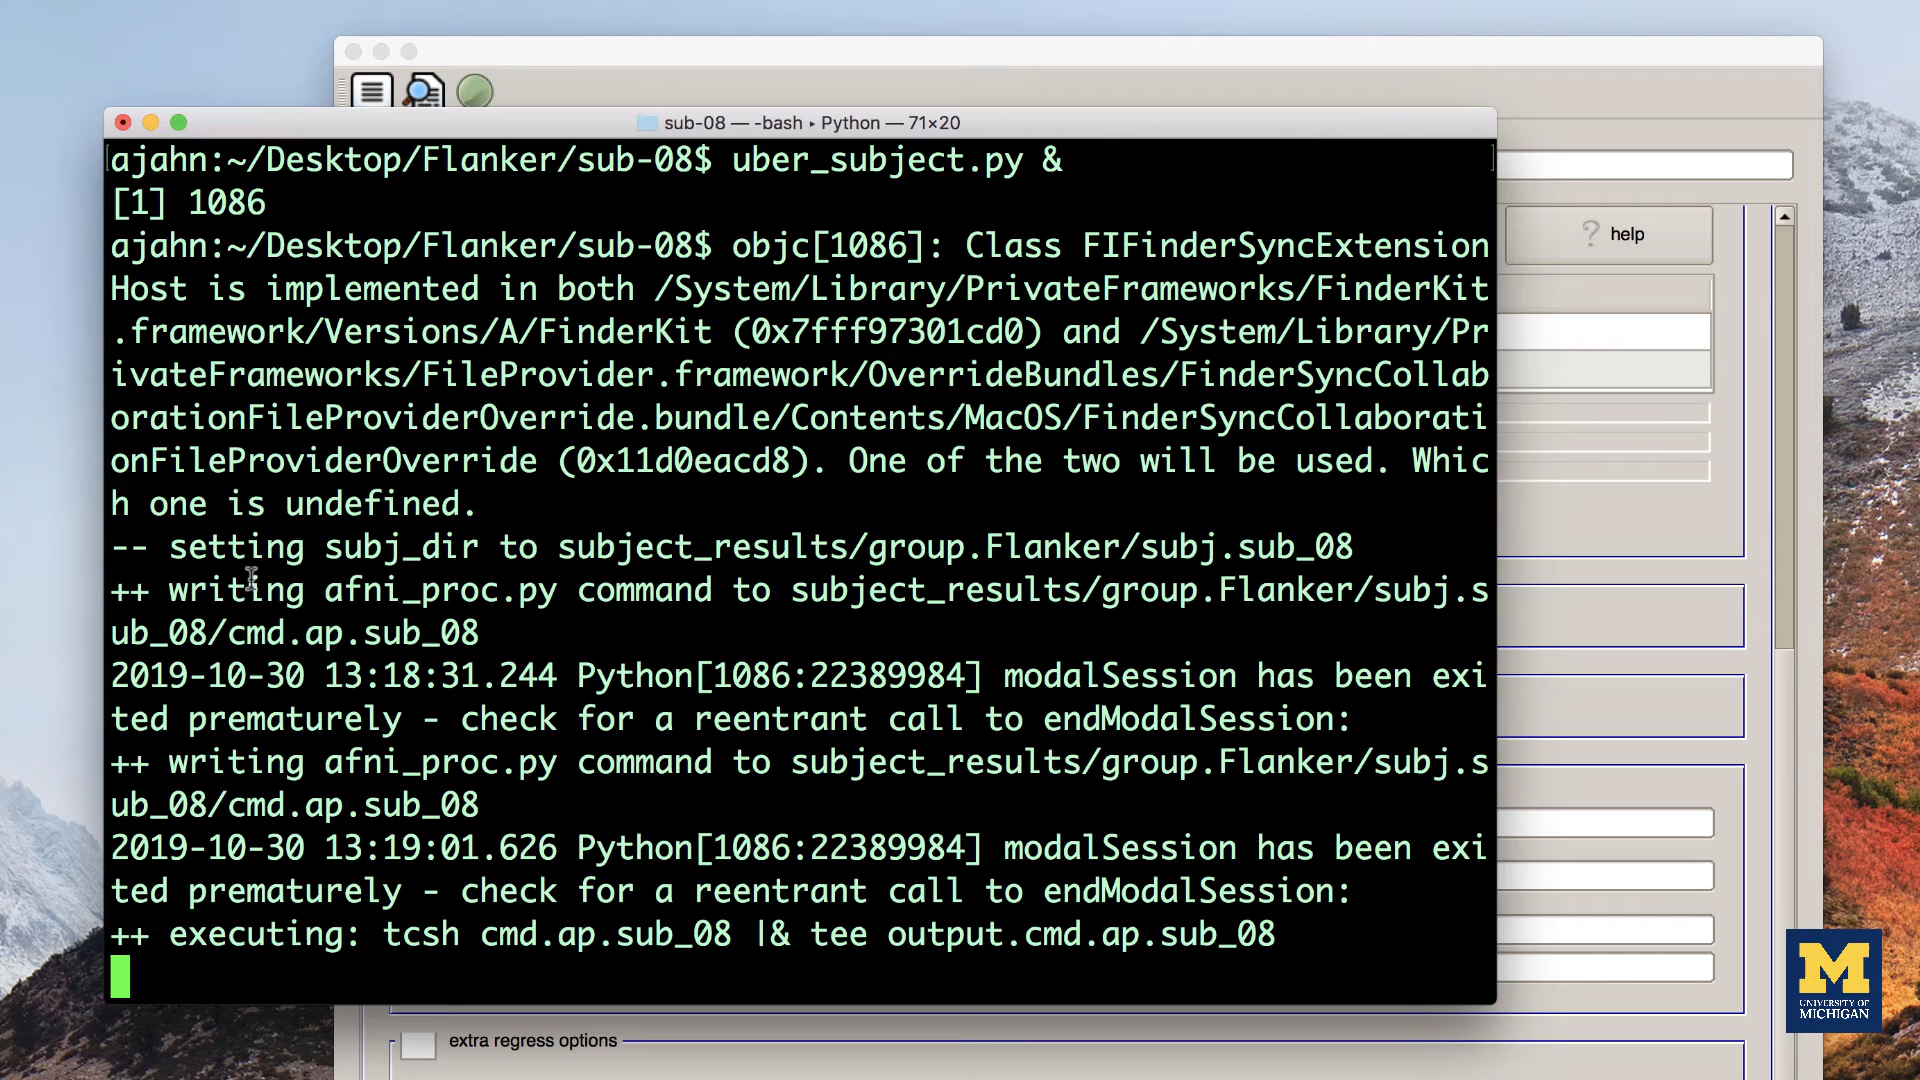 sub-08 — -bash ▸ Python — 71×20
ajahn:~/Desktop/Flanker/sub-08$ uber_subject.py &
[1] 1086
ajahn:~/Desktop/Flanker/sub-08$ objc[1086]: Class FIFinderSyncExtension
Host is implemented in both /System/Library/PrivateFrameworks/FinderKit
.framework/Versions/A/FinderKit (0x7fff97301cd0) and /System/Library/Pr
ivateFrameworks/FileProvider.framework/OverrideBundles/FinderSyncCollab
orationFileProviderOverride.bundle/Contents/MacOS/FinderSyncCollaborati
onFileProviderOverride (0x11d0eacd8). One of the two will be used. Whic
h one is undefined.
-- setting subj_dir to subject_results/group.Flanker/subj.sub_08
++ writing afni_proc.py command to subject_results/group.Flanker/subj.s
ub_08/cmd.ap.sub_08
2019-10-30 13:18:31.244 Python[1086:22389984] modalSession has been exi
ted prematurely - check for a reentrant call to endModalSession:
++ writing afni_proc.py command to subject_results/group.Flanker/subj.s
ub_08/cmd.ap.sub_08
2019-10-30 13:19:01.626 Python[1086:22389984] modalSession has been exi
ted prematurely - check for a reentrant call to endModalSession:
++ executing: tcsh cmd.ap.sub_08 |& tee output.cmd.ap.sub_08
? help
extra regress options
M
UNIVERSITY OF
MICHIGAN